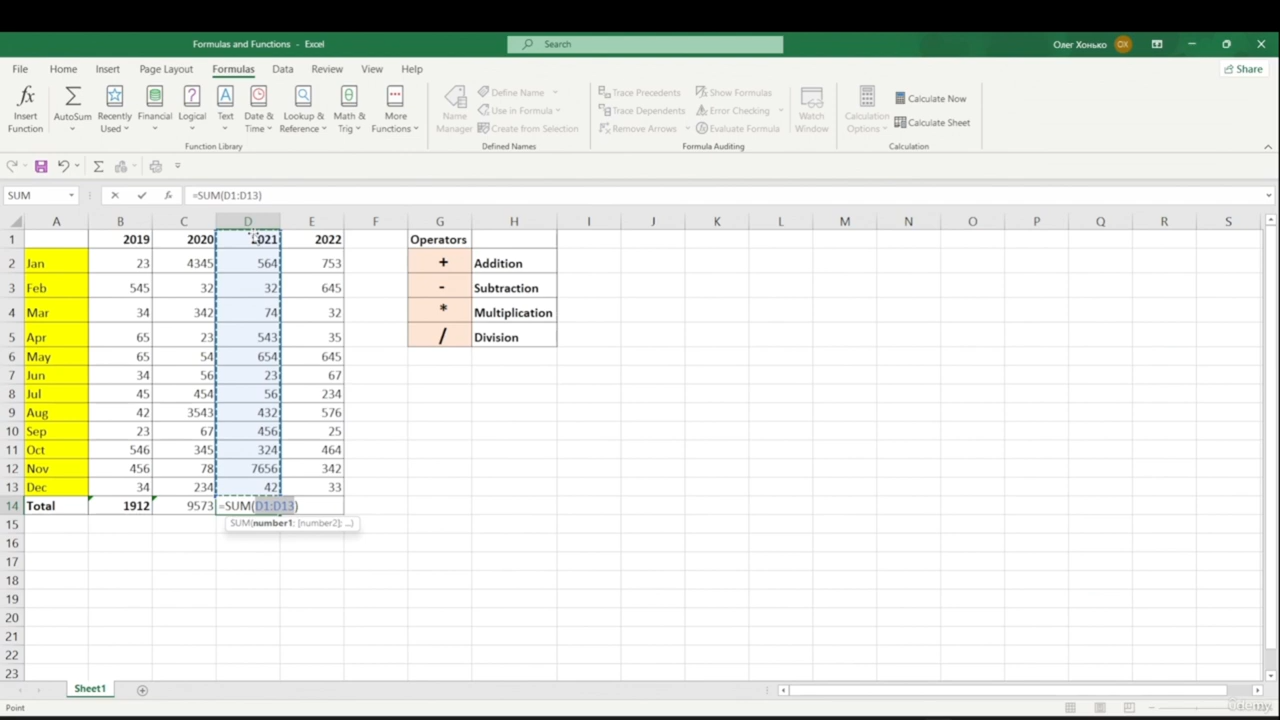 Formulas and Functions - Excel
Search
Олег Хонько
ОХ
File Home Insert Page Layout Formulas Data Review View Help
Share
fx Insert Function
Σ AutoSum
Recently Used
Financial
? Logical
A Text
Date & Time
Lookup & Reference
θ Math & Trig
More Functions
Name Manager
Define Name
Use in Formula
Create from Selection
Trace Precedents
Trace Dependents
Remove Arrows
Show Formulas
Error Checking
Evaluate Formula
Watch Window
Calculation Options
Calculate Now
Calculate Sheet
Function Library Defined Names Formula Auditing Calculation
Σ
SUM fx =SUM(D1:D13)
A B C D E F G H I J K L M N O P Q R S
1 2019 2020 2021 2022 Operators
2 Jan 23 4345 564 753 + Addition
3 Feb 545 32 32 645 - Subtraction
4 Mar 34 342 74 32 * Multiplication
5 Apr 65 23 543 35 / Division
6 May 65 54 654 645
7 Jun 34 56 23 67
8 Jul 45 454 56 234
9 Aug 42 3543 432 576
10 Sep 23 67 456 25
11 Oct 546 345 324 464
12 Nov 456 78 7656 342
13 Dec 34 234 42 33
14 Total 1912 9573 =SUM(D1:D13)
15 SUM(number1; [number2]; ...)
16
17
18
19
20
21
22
23
Sheet1
Point
Udemy